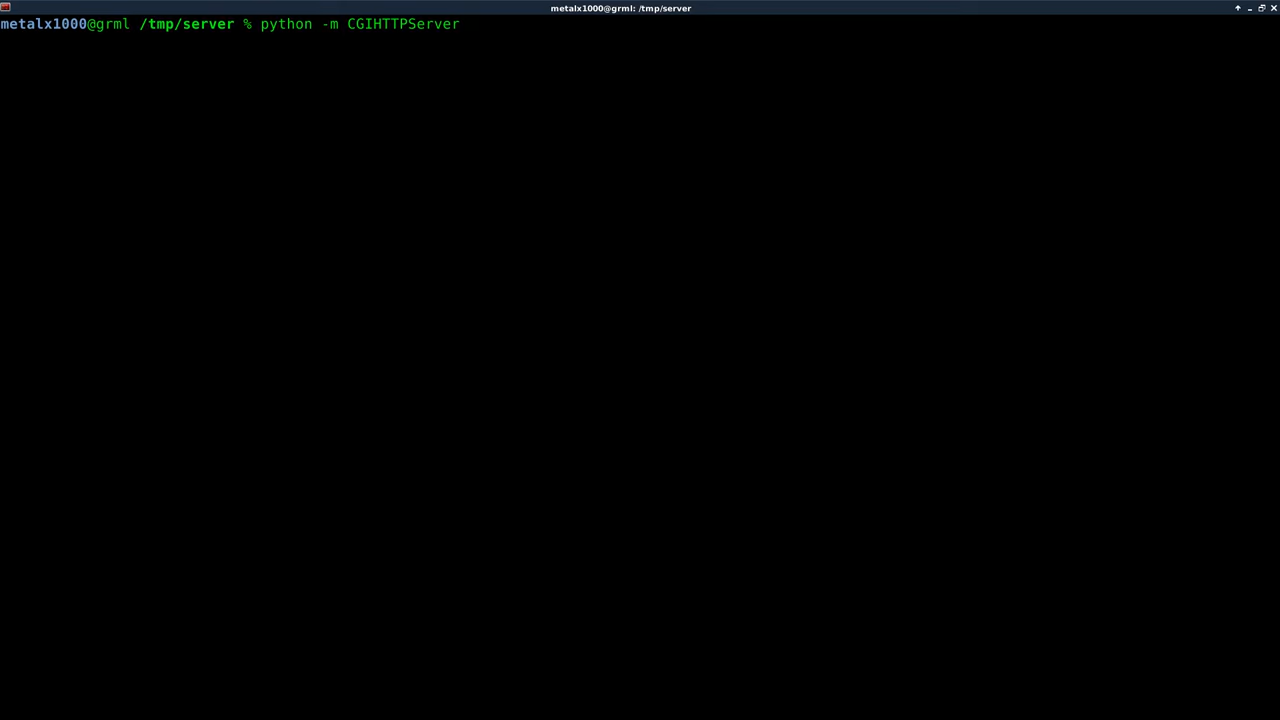 metalx1000@grml: /tmp/server
metalx1000@grml /tmp/server % python -m CGIHTTPServer